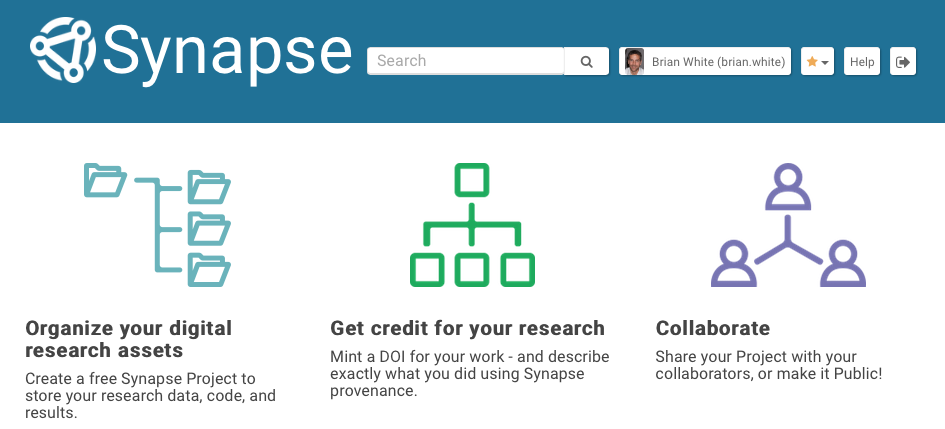 Synapse
Search
Brian White (brian.white)
Help
Organize your digital
research assets
Create a free Synapse Project to
store your research data, code, and
results.
Get credit for your research
Mint a DOI for your work - and describe
exactly what you did using Synapse
provenance.
Collaborate
Share your Project with your
collaborators, or make it Public!